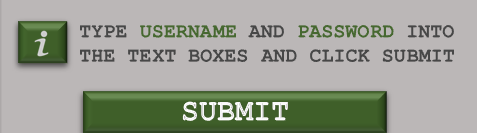 i
TYPE USERNAME AND PASSWORD INTO
THE TEXT BOXES AND CLICK SUBMIT
SUBMIT